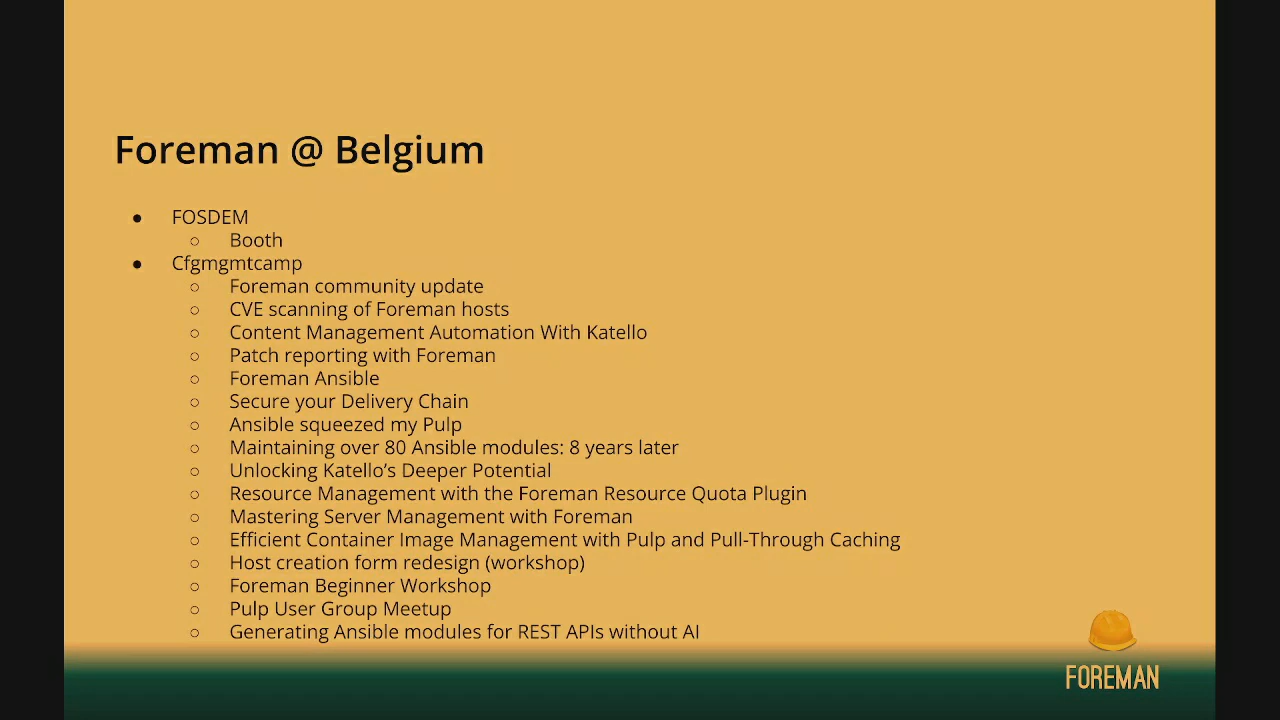 Foreman @ Belgium
● FOSDEM
○ Booth
● Cfgmgmtcamp
○ Foreman community update
○ CVE scanning of Foreman hosts
○ Content Management Automation With Katello
○ Patch reporting with Foreman
○ Foreman Ansible
○ Secure your Delivery Chain
○ Ansible squeezed my Pulp
○ Maintaining over 80 Ansible modules: 8 years later
○ Unlocking Katello’s Deeper Potential
○ Resource Management with the Foreman Resource Quota Plugin
○ Mastering Server Management with Foreman
○ Efficient Container Image Management with Pulp and Pull-Through Caching
○ Host creation form redesign (workshop)
○ Foreman Beginner Workshop
○ Pulp User Group Meetup
○ Generating Ansible modules for REST APIs without AI
FOREMAN